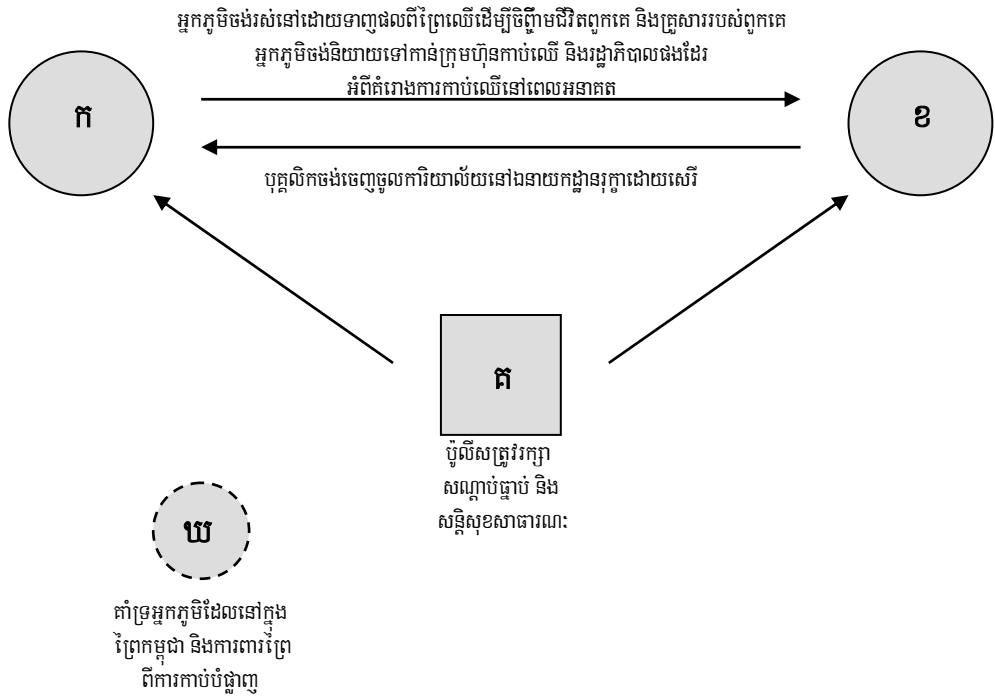 អ្នកភូមិចង់រស់នៅដោយទាញផលពីព្រៃឈើដើម្បីចិញ្ចឹមជីវិតពួកគេ និងគ្រួសាររបស់ពួកគេ
អ្នកភូមិចង់និយាយទៅកាន់ក្រុមហ៊ុនកាប់ឈើ និងរដ្ឋាភិបាលផងដែរ
អំពីគំរោងការកាប់ឈើនៅពេលអនាគត
ក
ខ
បុគ្គលិកចង់ចេញចូលការិយាល័យនៅឯនាយកដ្ឋានរុក្ខាដោយសេរី
គ
ប៉ូលីសត្រូវរក្សា
សណ្តាប់ធ្នាប់ និង
សន្តិសុខសាធារណៈ
ឃ
គាំទ្រអ្នកភូមិដែលនៅក្នុង
ព្រៃកម្ពុជា និងការពារព្រៃ
ពីការកាប់បំផ្លាញ